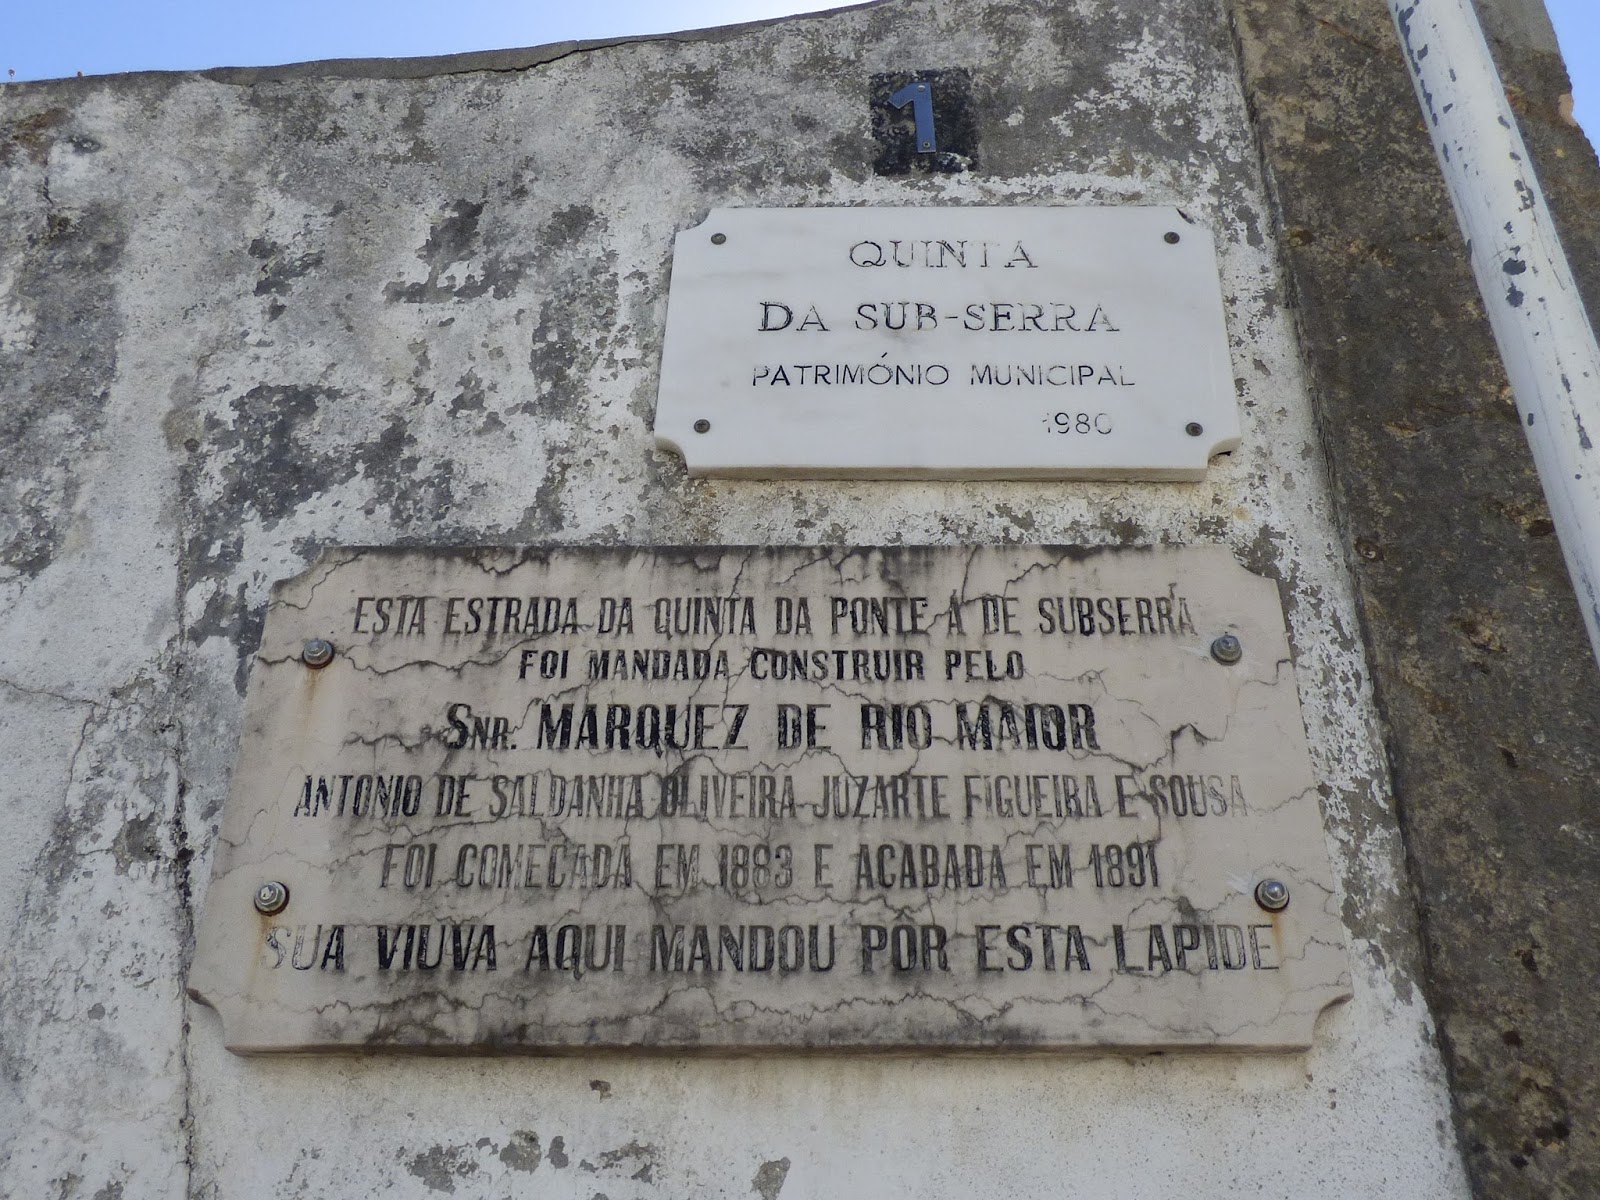 1
QUINTA
DA SUB-SERRA
PATRIMÓNIO MUNICIPAL
1980
ESTA ESTRADA DA QUINTA DA PONTE Á DE SUBSERRA
FOI MANDADA CONSTRUIR PELO
SNR. MARQUEZ DE RIO MAIOR
ANTONIO DE SALDANHA OLIVEIRA JUZARTE FIGUEIRA E SOUSA
FOI COMEÇADA EM 1883 E ACABADA EM 1891
SUA VIUVA AQUI MANDOU PÔR ESTA LAPIDE